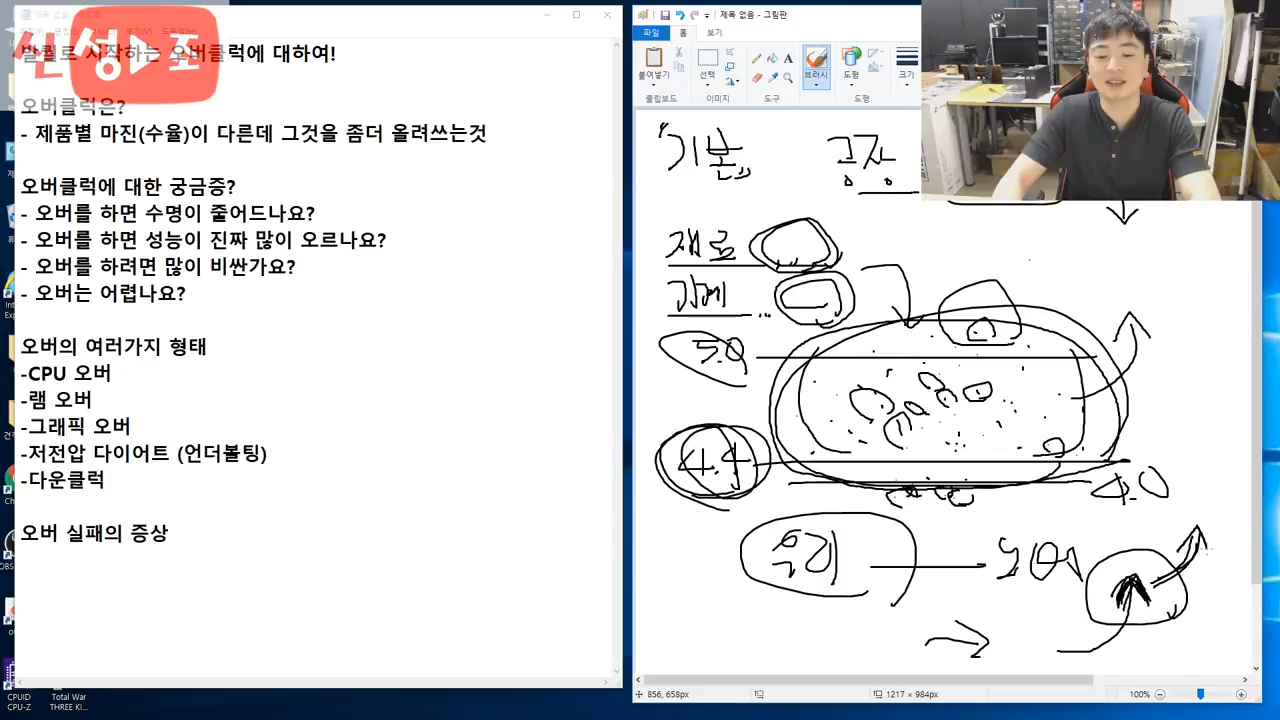 신성조
발퀄로 시작하는 오버클럭에 대하여!
오버클럭은?
- 제품별 마진(수율)이 다른데 그것을 좀더 올려쓰는것
오버클럭에 대한 궁금증?
- 오버를 하면 수명이 줄어드나요?
- 오버를 하면 성능이 진짜 많이 오르나요?
- 오버를 하려면 많이 비싼가요?
- 오버는 어렵나요?
오버의 여러가지 형태
-CPU 오버
-램 오버
-그래픽 오버
-저전압 다이어트 (언더볼팅)
-다운클럭
오버 실패의 증상
CPUID
CPU-Z
Total War
THREE KI...
제목 없음 - 그림판
파일
홈
보기
붙여넣기
선택
브러시
도형
크기
클립보드
이미지
도구
도형
"기본"
공장
재료
5.0
4.4
4.0
우리
오버
856, 658px
1217 × 984px
100%